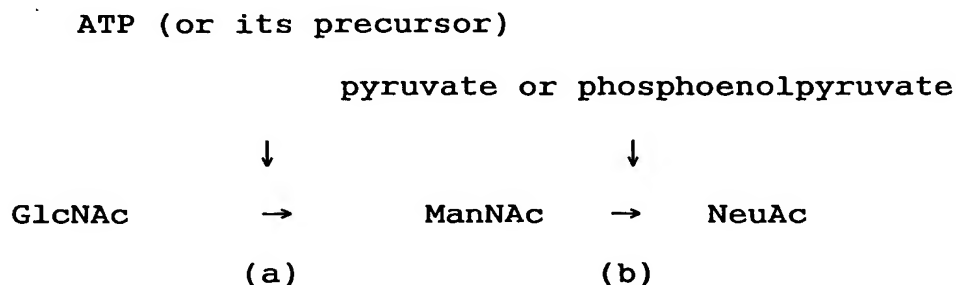 ATP (or its precursor)
pyruvate or phosphoenolpyruvate
↓ ↓
GlcNAc → ManNAc → NeuAc
(a) (b)